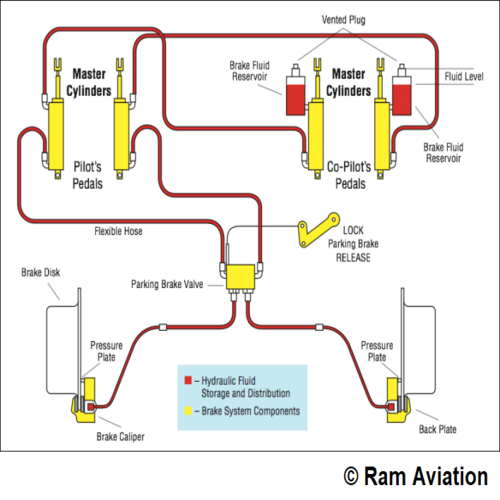 Vented Plug
Brake Fluid
Reservoir
Master
Cylinders
Master
Cylinders
Fluid Level
Brake Fluid
Reservoir
Pilot's
Pedals
Co-Pilot's
Pedals
Flexible Hose
LOCK
Parking Brake
RELEASE
Brake Disk
Parking Brake Valve
Pressure
Plate
Pressure
Plate
– Hydraulic Fluid
Storage and Distribution
– Brake System Components
Brake Caliper
Back Plate
© Ram Aviation